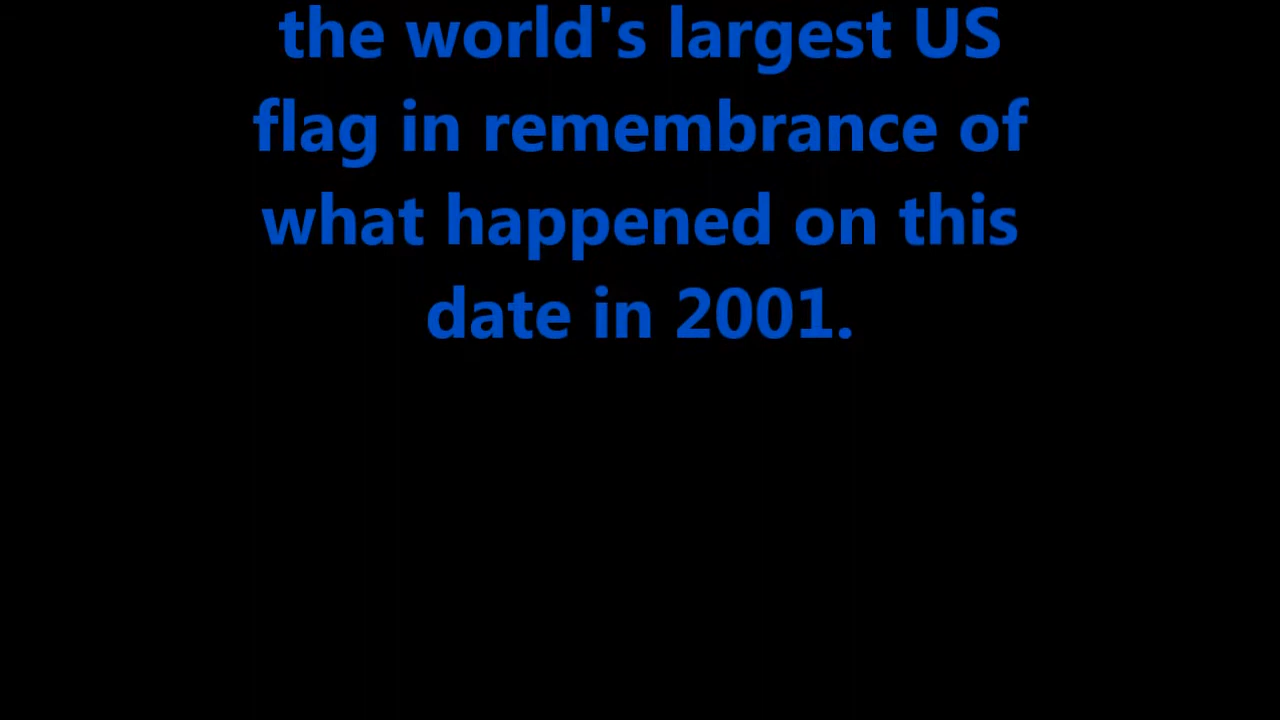 the world's largest US
flag in remembrance of
what happened on this
date in 2001.